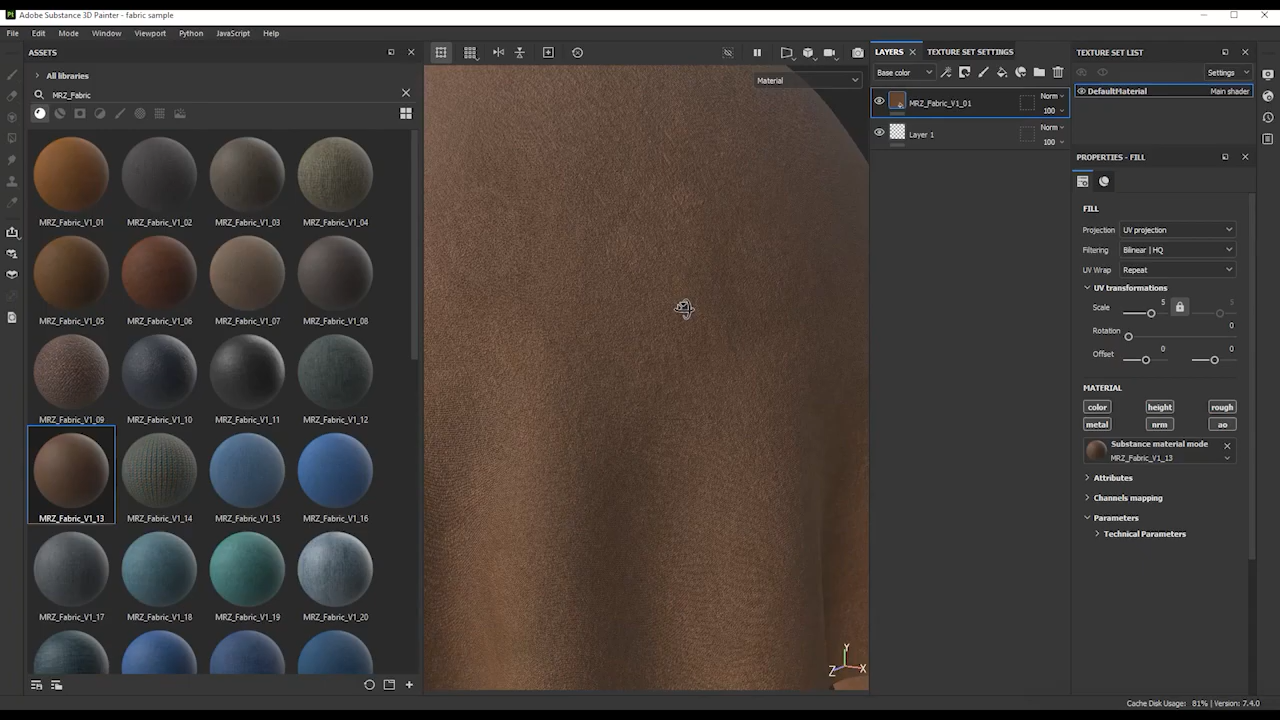 Pt Adobe Substance 3D Painter - fabric sample
File Edit Mode Window Viewport Python JavaScript Help
ASSETS
All libraries
MRZ_Fabric
MRZ_Fabric_V1_01 MRZ_Fabric_V1_02 MRZ_Fabric_V1_03 MRZ_Fabric_V1_04
MRZ_Fabric_V1_05 MRZ_Fabric_V1_06 MRZ_Fabric_V1_07 MRZ_Fabric_V1_08
MRZ_Fabric_V1_09 MRZ_Fabric_V1_10 MRZ_Fabric_V1_11 MRZ_Fabric_V1_12
MRZ_Fabric_V1_13 MRZ_Fabric_V1_14 MRZ_Fabric_V1_15 MRZ_Fabric_V1_16
MRZ_Fabric_V1_17 MRZ_Fabric_V1_18 MRZ_Fabric_V1_19 MRZ_Fabric_V1_20
Material
Y
Z X
LAYERS TEXTURE SET SETTINGS
Base color
MRZ_Fabric_V1_01 Norm
100
Layer 1 Norm
100
TEXTURE SET LIST
Settings
DefaultMaterial Main shader
PROPERTIES - FILL
FILL
Projection UV projection
Filtering Bilinear | HQ
UV Wrap Repeat
UV transformations
Scale 5 5
Rotation 0
Offset 0 0
MATERIAL
color height rough
metal nrm ao
Substance material mode
MRZ_Fabric_V1_13
Attributes
Channels mapping
Parameters
Technical Parameters
Cache Disk Usage: 81% | Version: 7.4.0